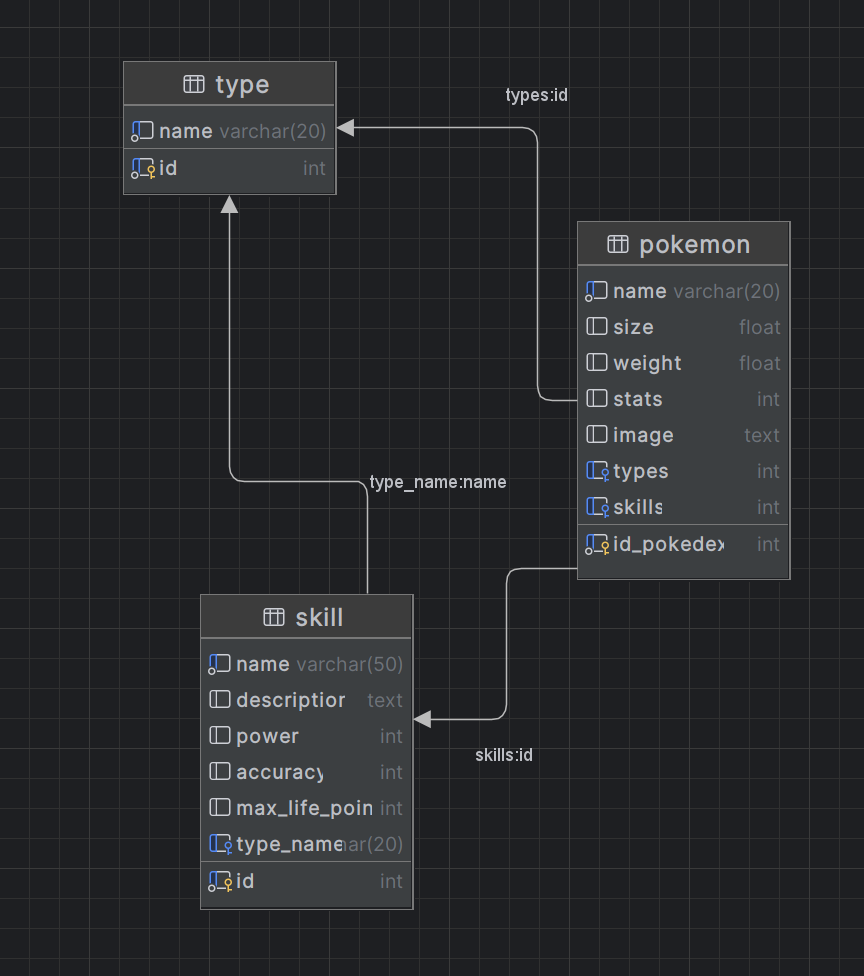 type
name varchar(20)
id int
types:id
pokemon
name varchar(20)
size float
weight float
stats int
image text
types int
skills int
id_pokedex int
type_name:name
skill
name varchar(50)
description text
power int
accuracy int
max_life_poin int
type_name har(20)
id int
skills:id